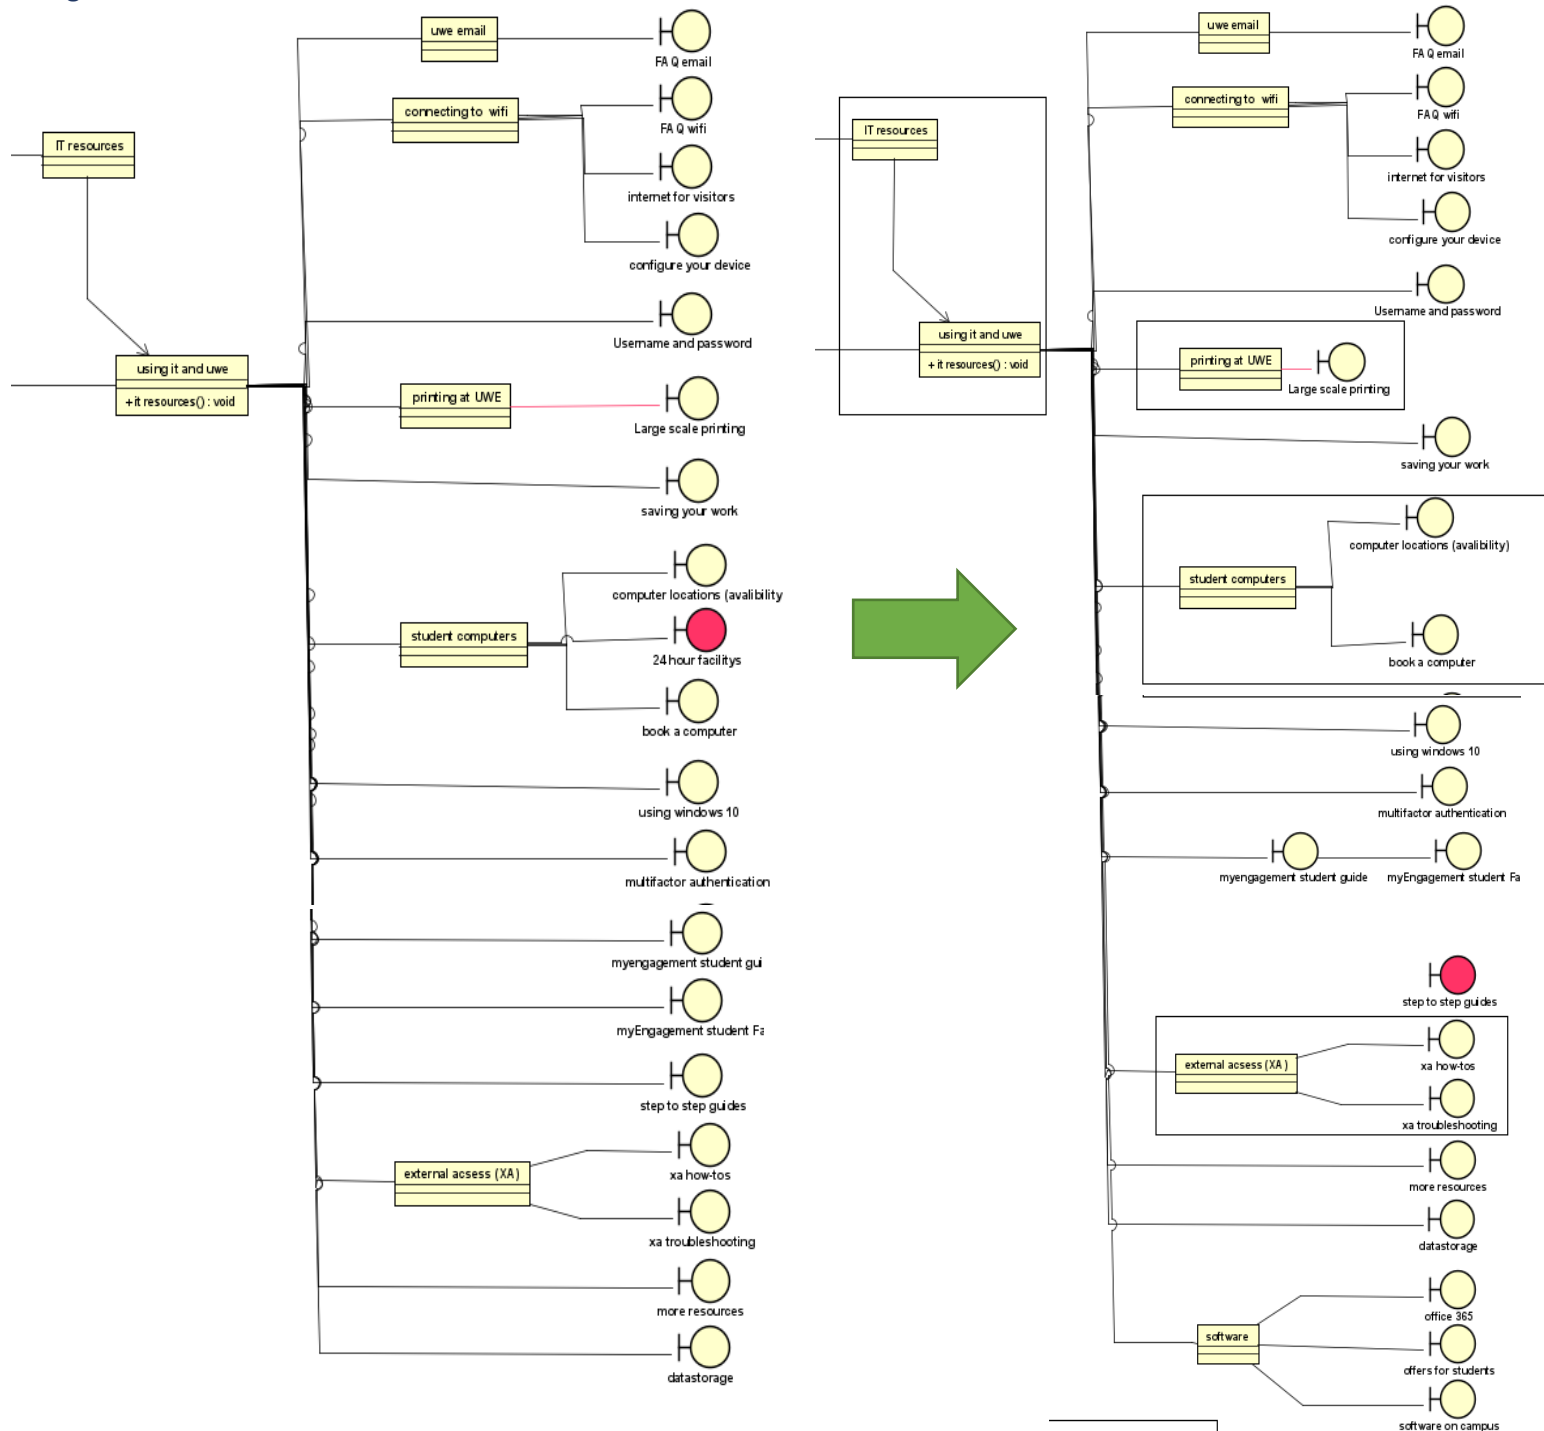 uwe email
FAQ email
connecting to wifi
FAQ wifi
IT resources
internet for visitors
configure your device
Username and password
using it and uwe
+ it resources() : void
printing at UWE
Large scale printing
saving your work
computer locations (avalibility
student computers
24 hour facilitys
book a computer
using windows 10
multifactor authentication
myengagement student gui
myEngagement student Fa
step to step guides
external acsess (XA)
xa how-tos
xa troubleshooting
more resources
datastorage
uwe email
FAQ email
connecting to wifi
FAQ wifi
IT resources
internet for visitors
configure your device
Username and password
using it and uwe
+ it resources() : void
printing at UWE
Large scale printing
saving your work
computer locations (avalibility)
student computers
book a computer
using windows 10
multifactor authentication
myengagement student guide
myEngagement student Fa
step to step guides
external acsess (XA)
xa how-tos
xa troubleshooting
more resources
datastorage
office 365
software
offers for students
software on campus